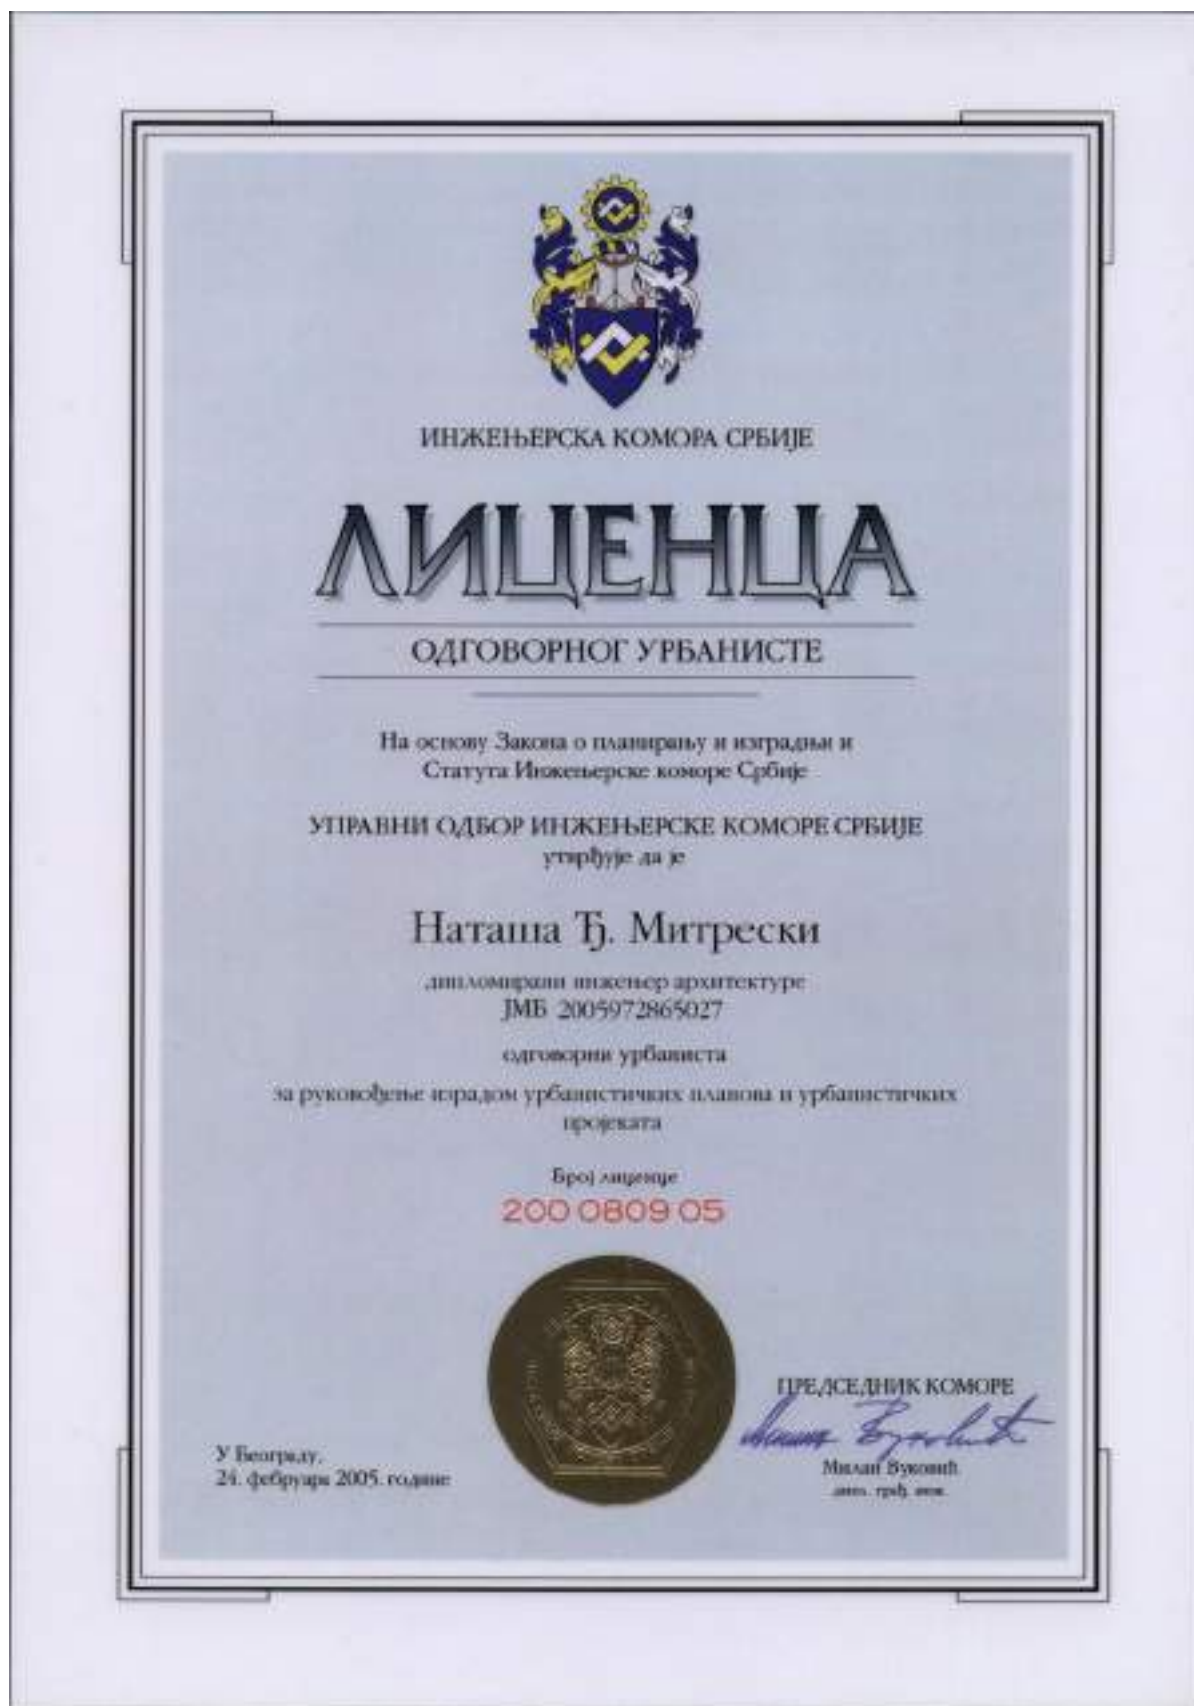 ИНЖЕЊЕРСКА КОМОРА СРБИЈЕ
ЛИЦЕНЦА
ОДГОВОРНОГ УРБАНИСТЕ
На основу Закона о планирању и изградњи и
Статута Инжењерске коморе Србије
УПРАВНИ ОДБОР ИНЖЕЊЕРСКЕ КОМОРЕ СРБИЈЕ
утврђује да је
Наташа Ђ. Митрески
дипломирани инжењер архитектуре
ЈМБ 2005972865027
одговорни урбаниста
за руковођење израдом урбанистичких планова и урбанистичких
пројеката
Број лиценце
200 0809 05
У Београду,
24. фебруара 2005. године
ПРЕДСЕДНИК КОМОРЕ
Милан Вуковић
дипл. грађ. инж.